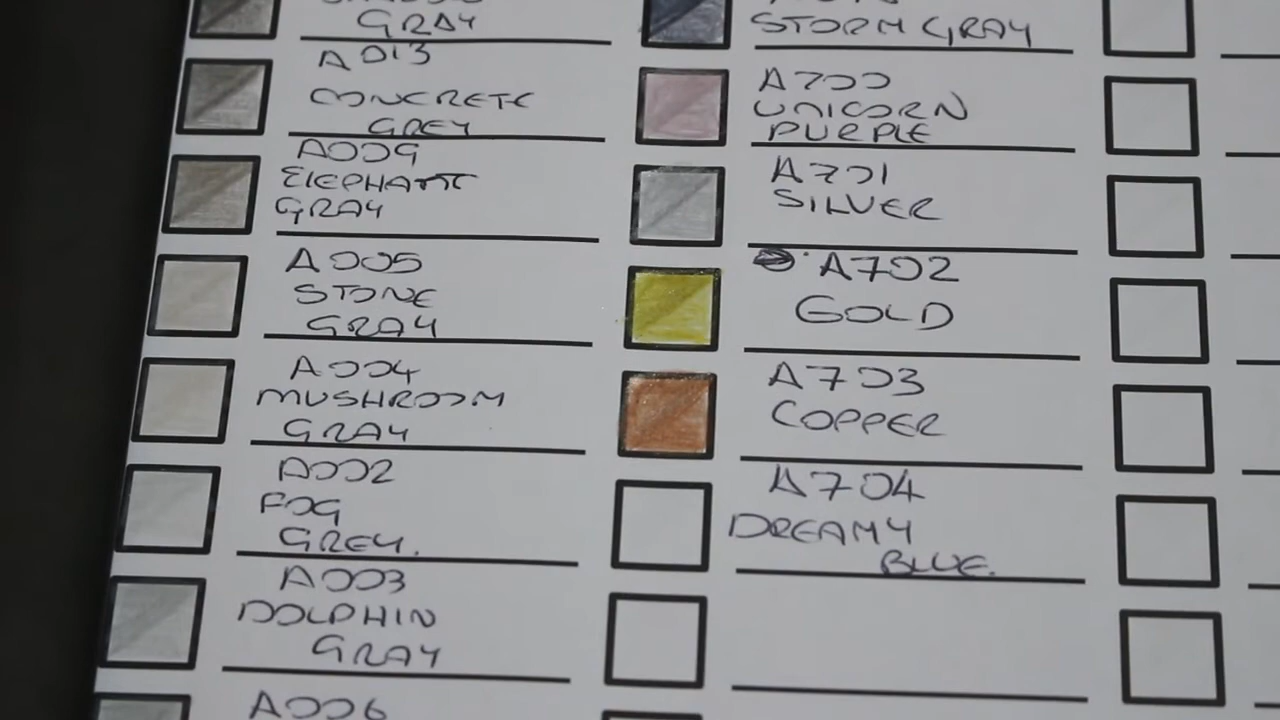 GRAY
A013
CONCRETE
GREY
A009
ELEPHANT
GRAY
A005
STONE
GRAY
A004
MUSHROOM
GRAY
A002
FOG
GREY.
A003
DOLPHIN
GRAY
A006
STORM GRAY
A700
UNICORN
PURPLE
A701
SILVER
A702
GOLD
A703
COPPER
A704
DREAMY
BLUE.